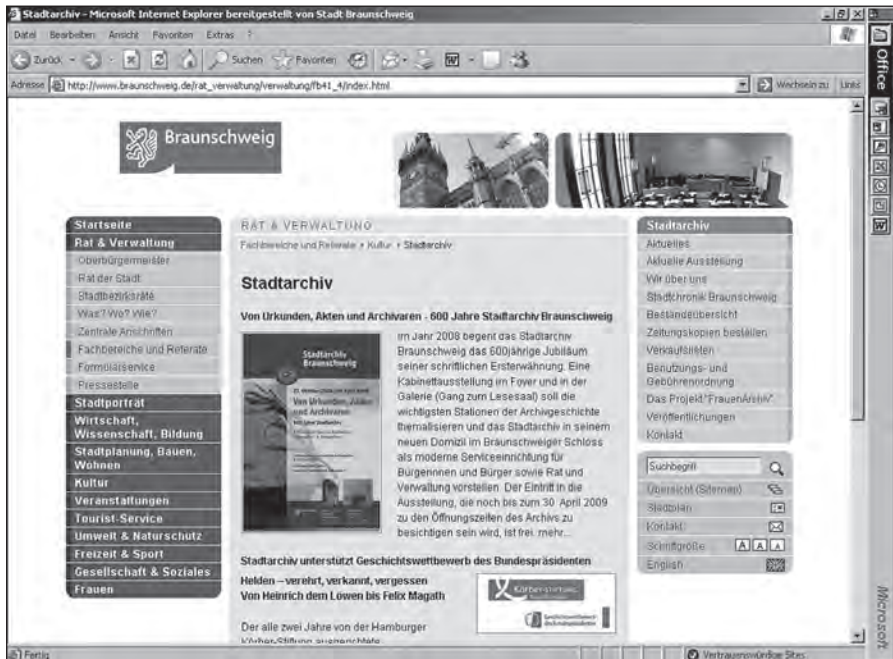 Stadtarchiv - Microsoft Internet Explorer bereitgestellt von Stadt Braunschweig
Datei Bearbeiten Ansicht Favoriten Extras ?
Zurück Suchen Favoriten
Adresse http://www.braunschweig.de/rat_verwaltung/verwaltung/fb41_4/index.html Wechseln zu Links
Office
Braunschweig
Startseite
Rat & Verwaltung
Oberbürgermeister
Rat der Stadt
Stadtbezirksräte
Was? Wo? Wie?
Zentrale Anschriften
Fachbereiche und Referate
Formularservice
Pressestelle
Stadtporträt
Wirtschaft,
Wissenschaft, Bildung
Stadtplanung, Bauen,
Wohnen
Kultur
Veranstaltungen
Tourist-Service
Umwelt & Naturschutz
Freizeit & Sport
Gesellschaft & Soziales
Frauen
RAT & VERWALTUNG
Fachbereiche und Referate › Kultur › Stadtarchiv
Stadtarchiv
Von Urkunden, Akten und Archivaren - 600 Jahre Stadtarchiv Braunschweig
Stadtarchiv
Braunschweig
Von Urkunden, Akten
und Archivaren
Im Jahr 2008 begeht das Stadtarchiv
Braunschweig das 600jährige Jubiläum
seiner schriftlichen Ersterwähnung. Eine
Kabinettausstellung im Foyer und in der
Galerie (Gang zum Lesesaal) soll die
wichtigsten Stationen der Archivgeschichte
thematisieren und das Stadtarchiv in seinem
neuen Domizil im Braunschweiger Schloss
als moderne Serviceeinrichtung für
Bürgerinnen und Bürger sowie Rat und
Verwaltung vorstellen. Der Eintritt in die
Ausstellung, die noch bis zum 30. April 2009
zu den Öffnungszeiten des Archivs zu
besichtigen sein wird, ist frei. mehr...
Stadtarchiv unterstützt Geschichtswettbewerb des Bundespräsidenten
Helden – verehrt, verkannt, vergessen
Von Heinrich dem Löwen bis Felix Magath
Körber-Stiftung
Der alle zwei Jahre von der Hamburger
Körber-Stiftung ausgerichtete
Stadtarchiv
Aktuelles
Aktuelle Ausstellung
Wir über uns
Stadtchronik Braunschweig
Beständeübersicht
Zeitungskopien bestellen
Verkaufslisten
Benutzungs- und
Gebührenordnung
Das Projekt "FrauenArchiv"
Veröffentlichungen
Kontakt
Suchbegriff
Übersicht (Sitemap)
Stadtplan
Kontakt
Schriftgröße A A A
English
Microsoft
Fertig Vertrauenswürdige Sites